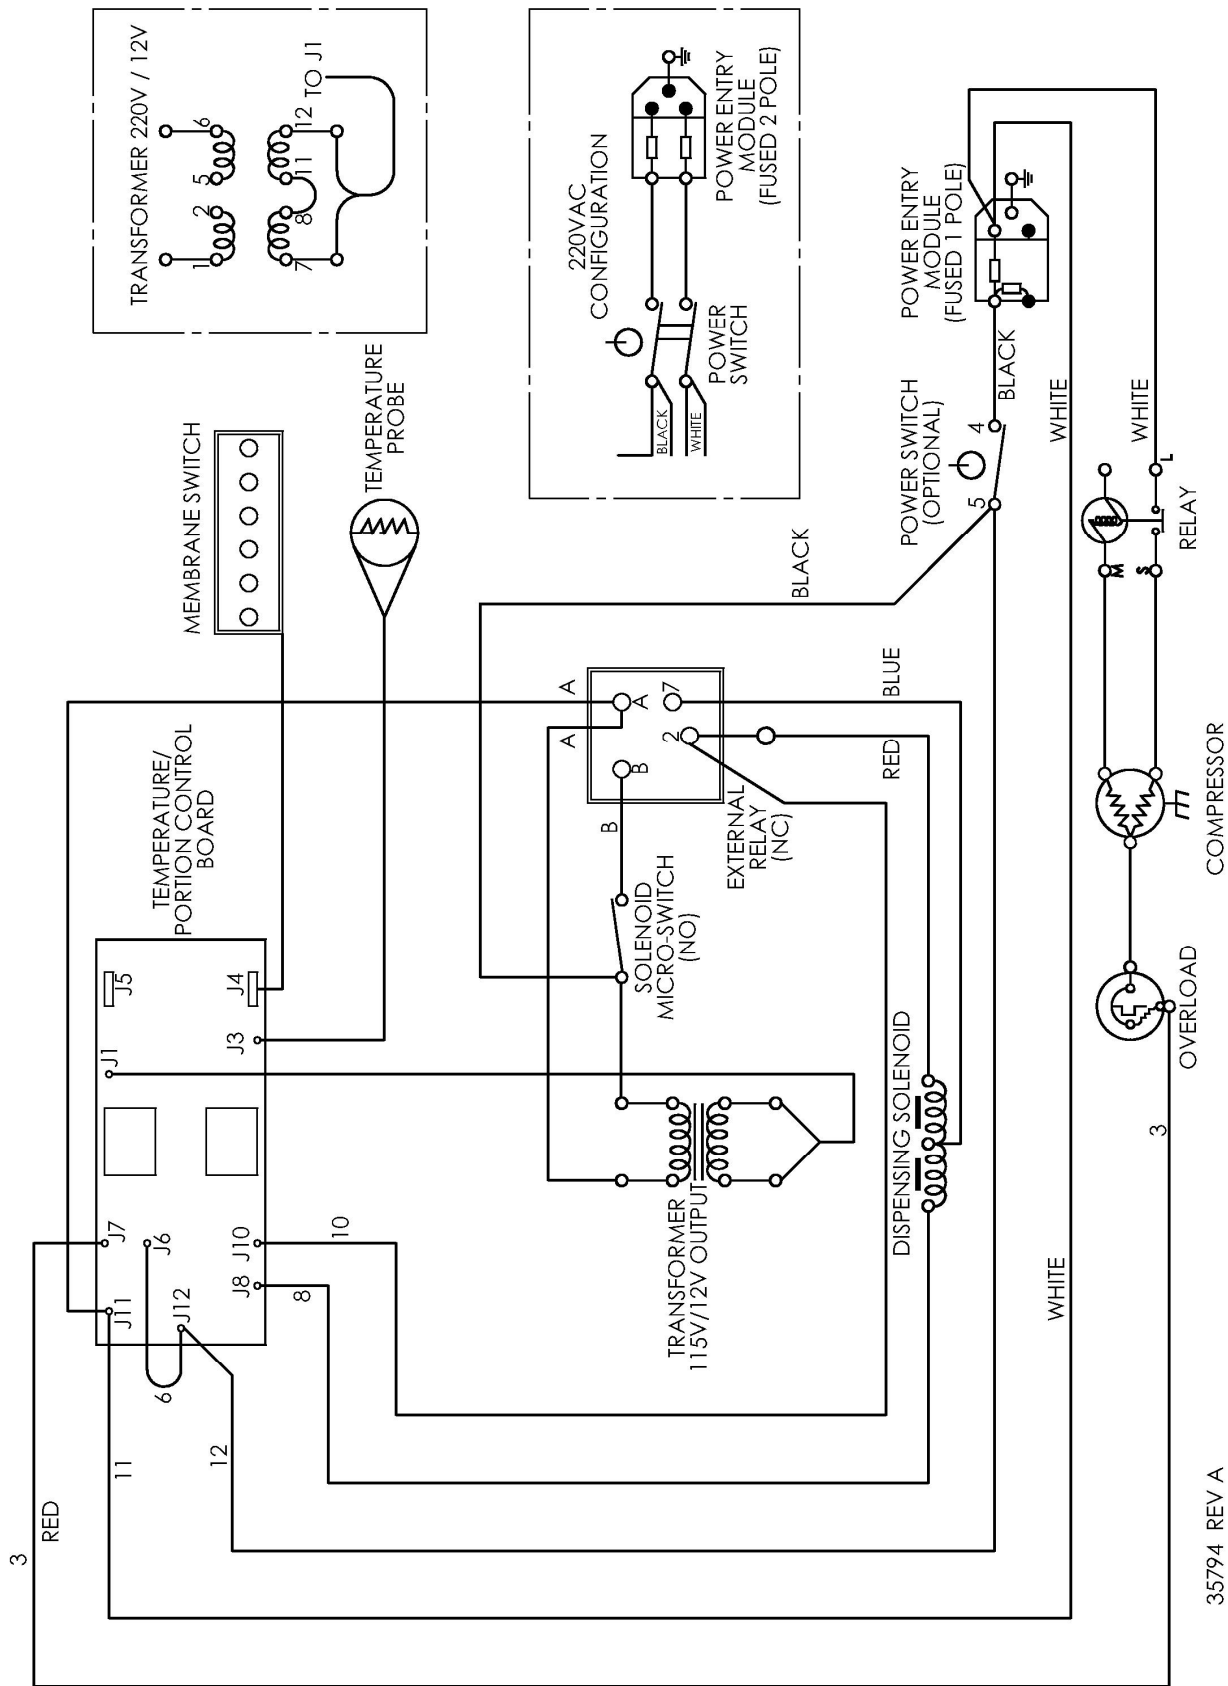 TRANSFORMER 220V / 12V
1
2
5
6
7
8
11
12
TO J1
220VAC
CONFIGURATION
POWER ENTRY
MODULE
(FUSED 2 POLE)
POWER
SWITCH
BLACK
WHITE
MEMBRANE SWITCH
TEMPERATURE
PROBE
TEMPERATURE/
PORTION CONTROL
BOARD
J5
J4
J1
J3
J7
J6
J10
J11
J12
J8
6
3
RED
11
12
8
10
A
A
A
7
2
B
B
EXTERNAL
RELAY
(NC)
SOLENOID
MICRO-SWITCH
(NO)
TRANSFORMER
115V/12V OUTPUT
DISPENSING SOLENOID
RED
BLUE
BLACK
POWER SWITCH
(OPTIONAL)
5
4
BLACK
POWER ENTRY
MODULE
(FUSED 1 POLE)
WHITE
WHITE
WHITE
M
S
L
RELAY
COMPRESSOR
OVERLOAD
3
35794 REV A